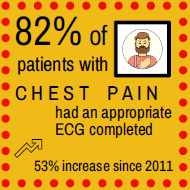 82% of
patients with
CHEST PAIN
had an appropriate
ECG completed
53% increase since 2011